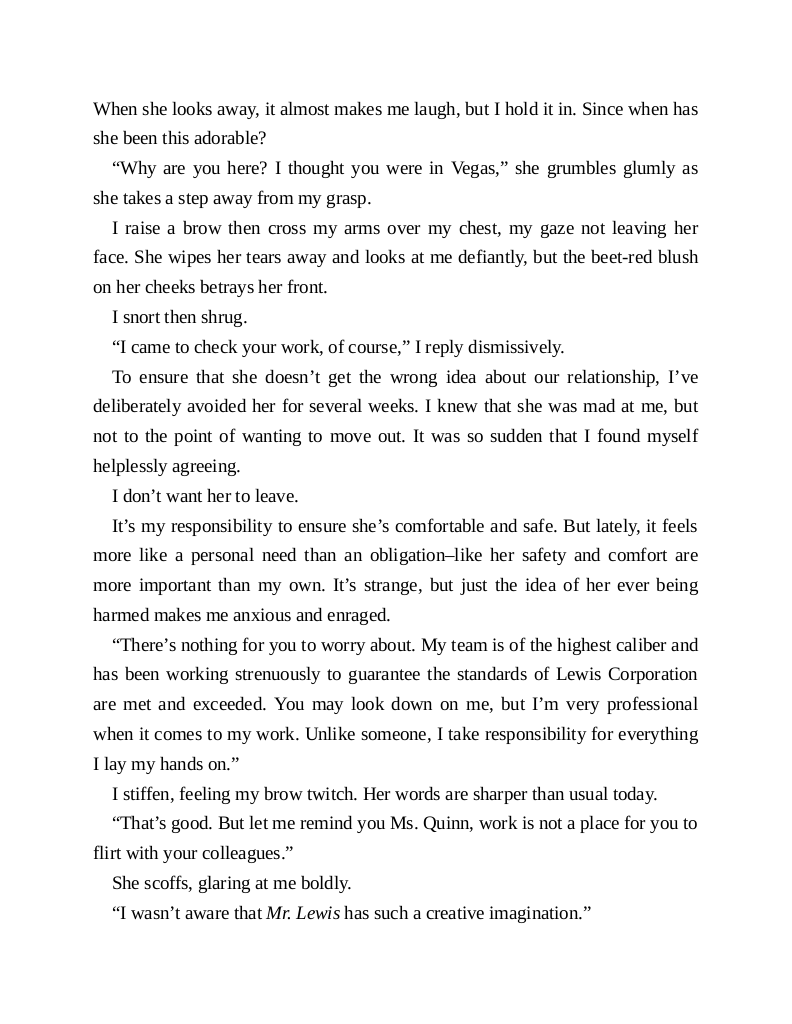 When she looks away, it almost makes me laugh, but I hold it in. Since when has
she been this adorable?
“Why are you here? I thought you were in Vegas,” she grumbles glumly as
she takes a step away from my grasp.
I raise a brow then cross my arms over my chest, my gaze not leaving her
face. She wipes her tears away and looks at me defiantly, but the beet-red blush
on her cheeks betrays her front.
I snort then shrug.
“I came to check your work, of course,” I reply dismissively.
To ensure that she doesn’t get the wrong idea about our relationship, I’ve
deliberately avoided her for several weeks. I knew that she was mad at me, but
not to the point of wanting to move out. It was so sudden that I found myself
helplessly agreeing.
I don’t want her to leave.
It’s my responsibility to ensure she’s comfortable and safe. But lately, it feels
more like a personal need than an obligation–like her safety and comfort are
more important than my own. It’s strange, but just the idea of her ever being
harmed makes me anxious and enraged.
“There’s nothing for you to worry about. My team is of the highest caliber and
has been working strenuously to guarantee the standards of Lewis Corporation
are met and exceeded. You may look down on me, but I’m very professional
when it comes to my work. Unlike someone, I take responsibility for everything
I lay my hands on.”
I stiffen, feeling my brow twitch. Her words are sharper than usual today.
“That’s good. But let me remind you Ms. Quinn, work is not a place for you to
flirt with your colleagues.”
She scoffs, glaring at me boldly.
“I wasn’t aware that Mr. Lewis has such a creative imagination.”